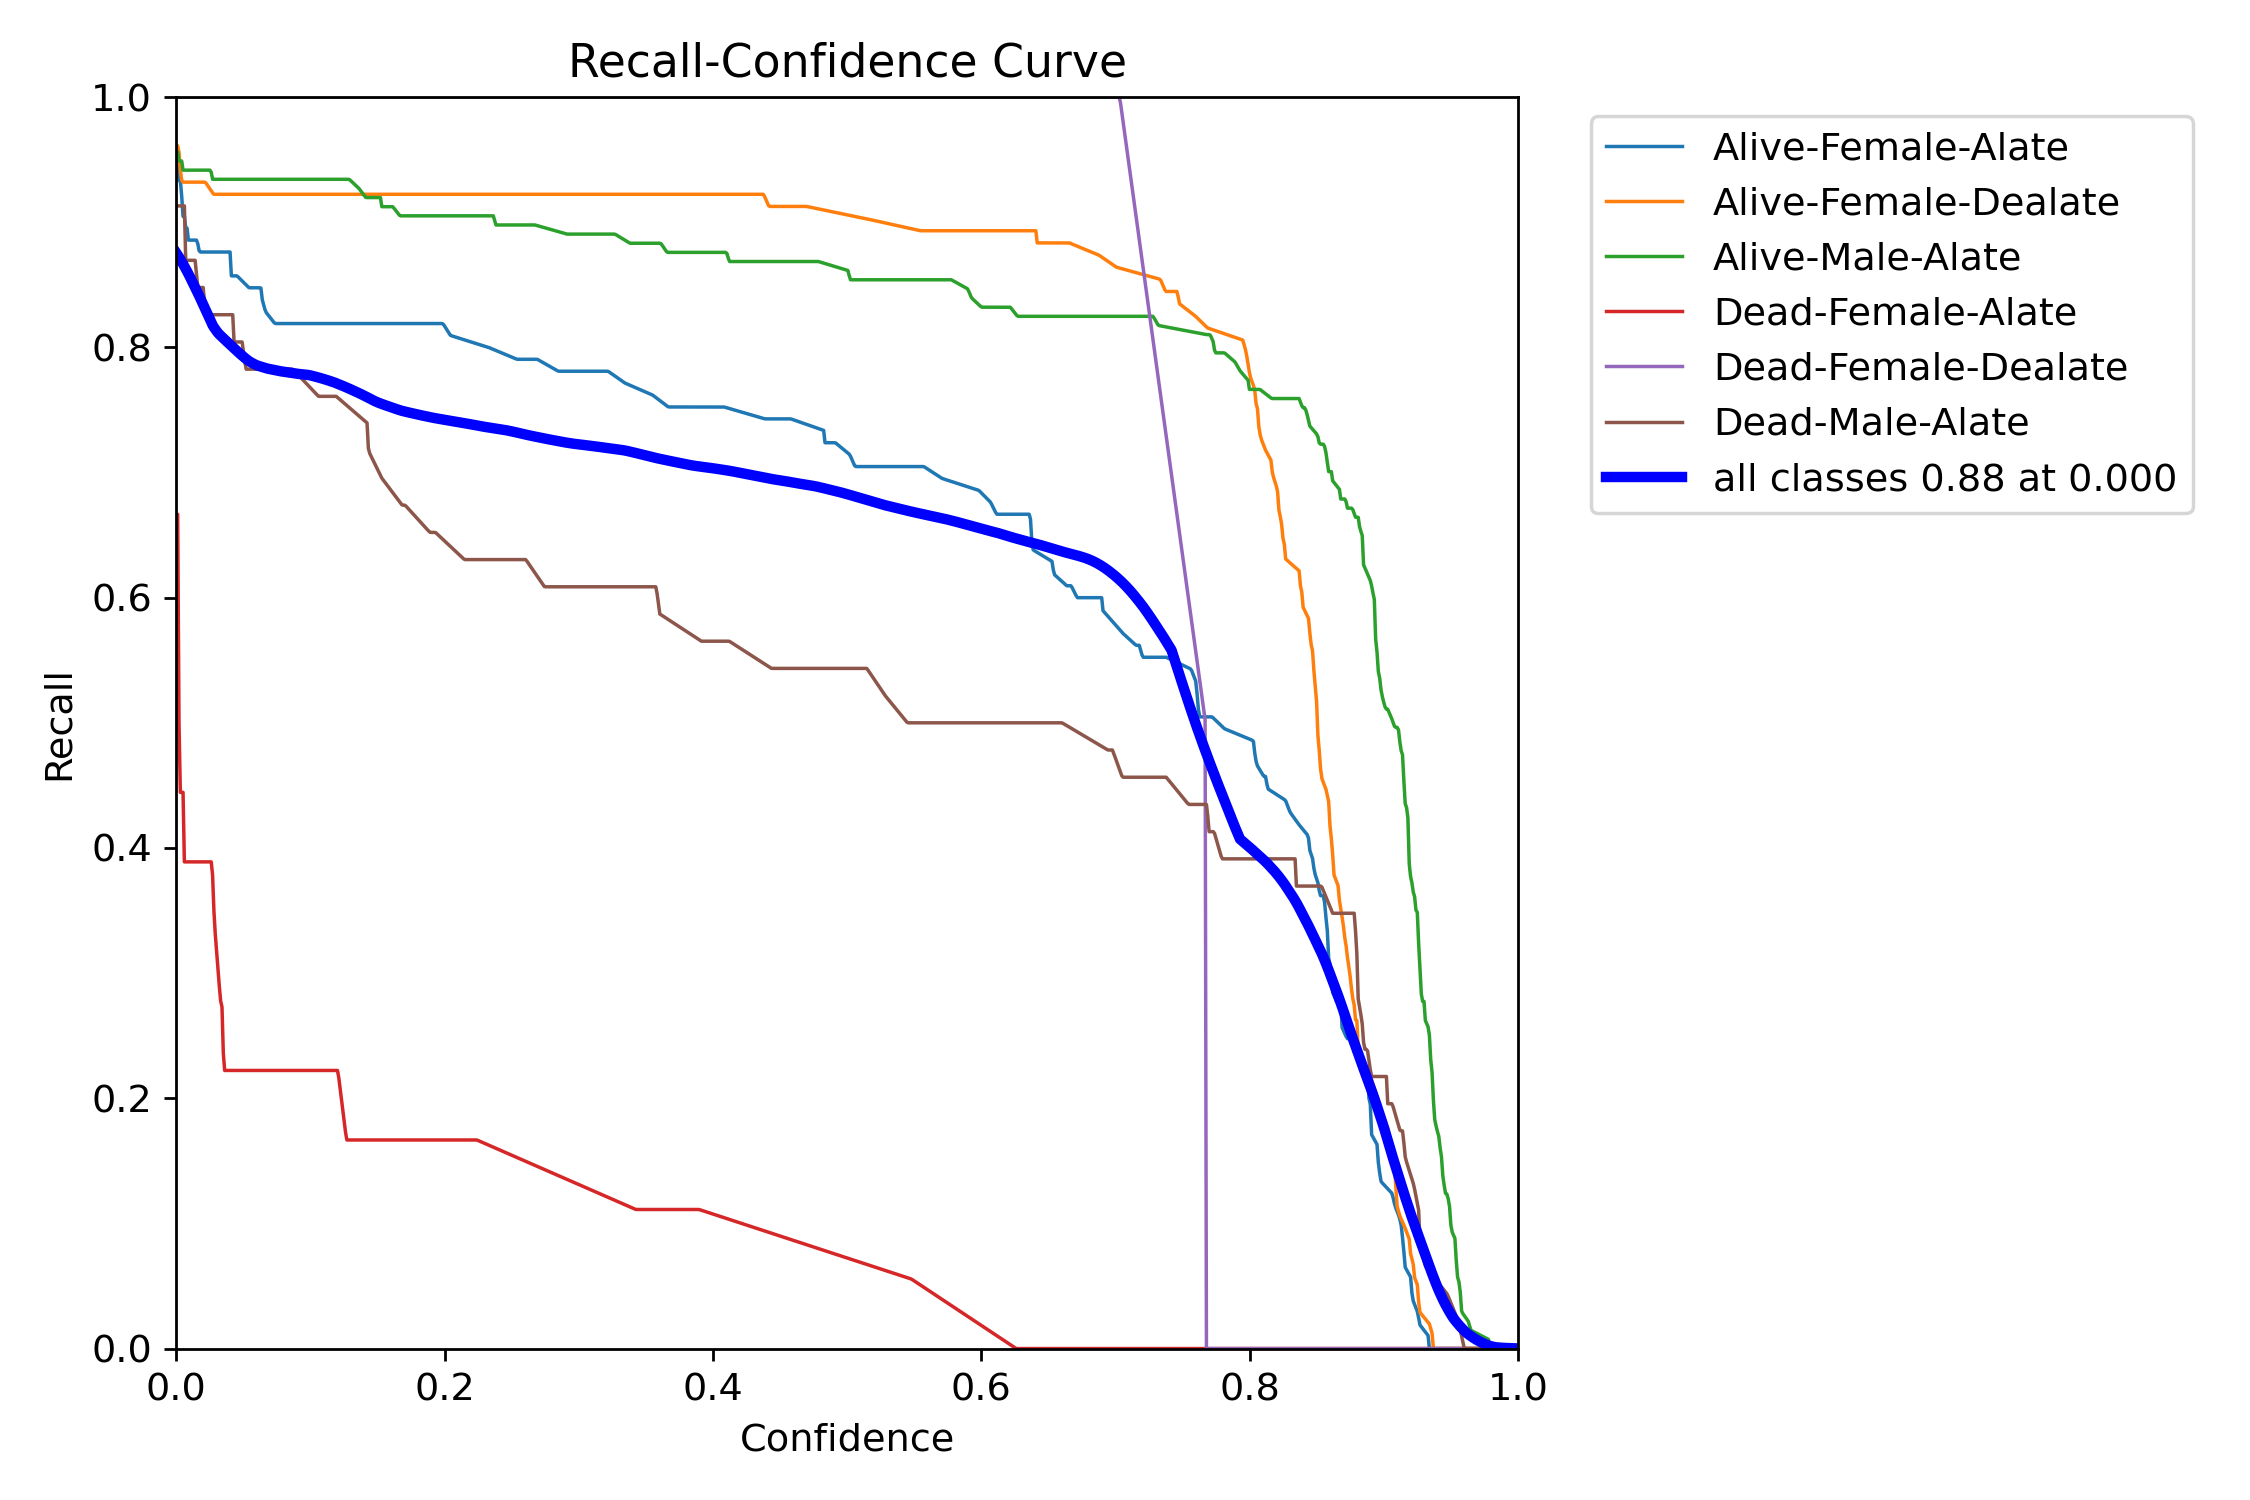 Recall-Confidence Curve
1.0
0.8
0.6
0.4
0.2
0.0
Recall
0.0 0.2 0.4 0.6 0.8 1.0
Confidence
Alive-Female-Alate
Alive-Female-Dealate
Alive-Male-Alate
Dead-Female-Alate
Dead-Female-Dealate
Dead-Male-Alate
all classes 0.88 at 0.000